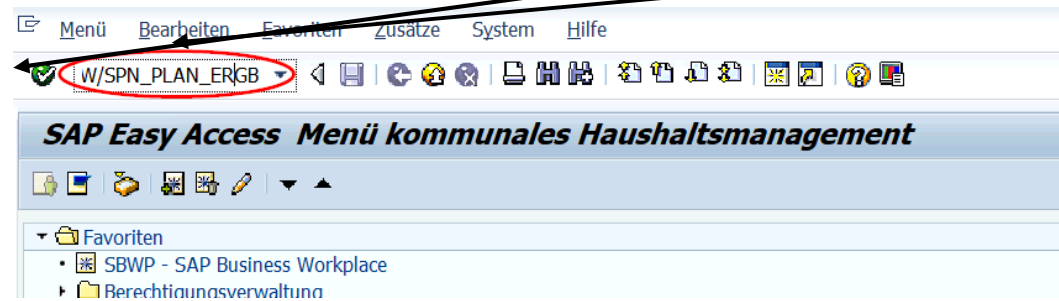 Menü Bearbeiten Favoriten Zusätze System Hilfe
W/SPN_PLAN_ERGB
SAP Easy Access Menü kommunales Haushaltsmanagement
Favoriten
SBWP - SAP Business Workplace
Berechtigungsverwaltung